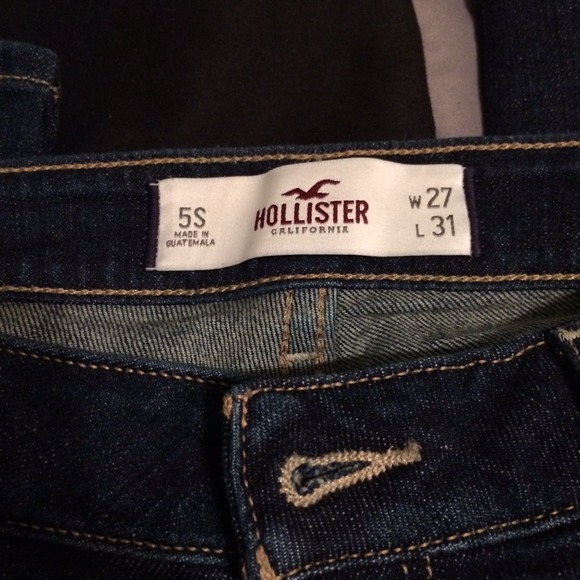 5S
MADE IN
GUATEMALA
HOLLISTER
CALIFORNIA
W 27
L 31